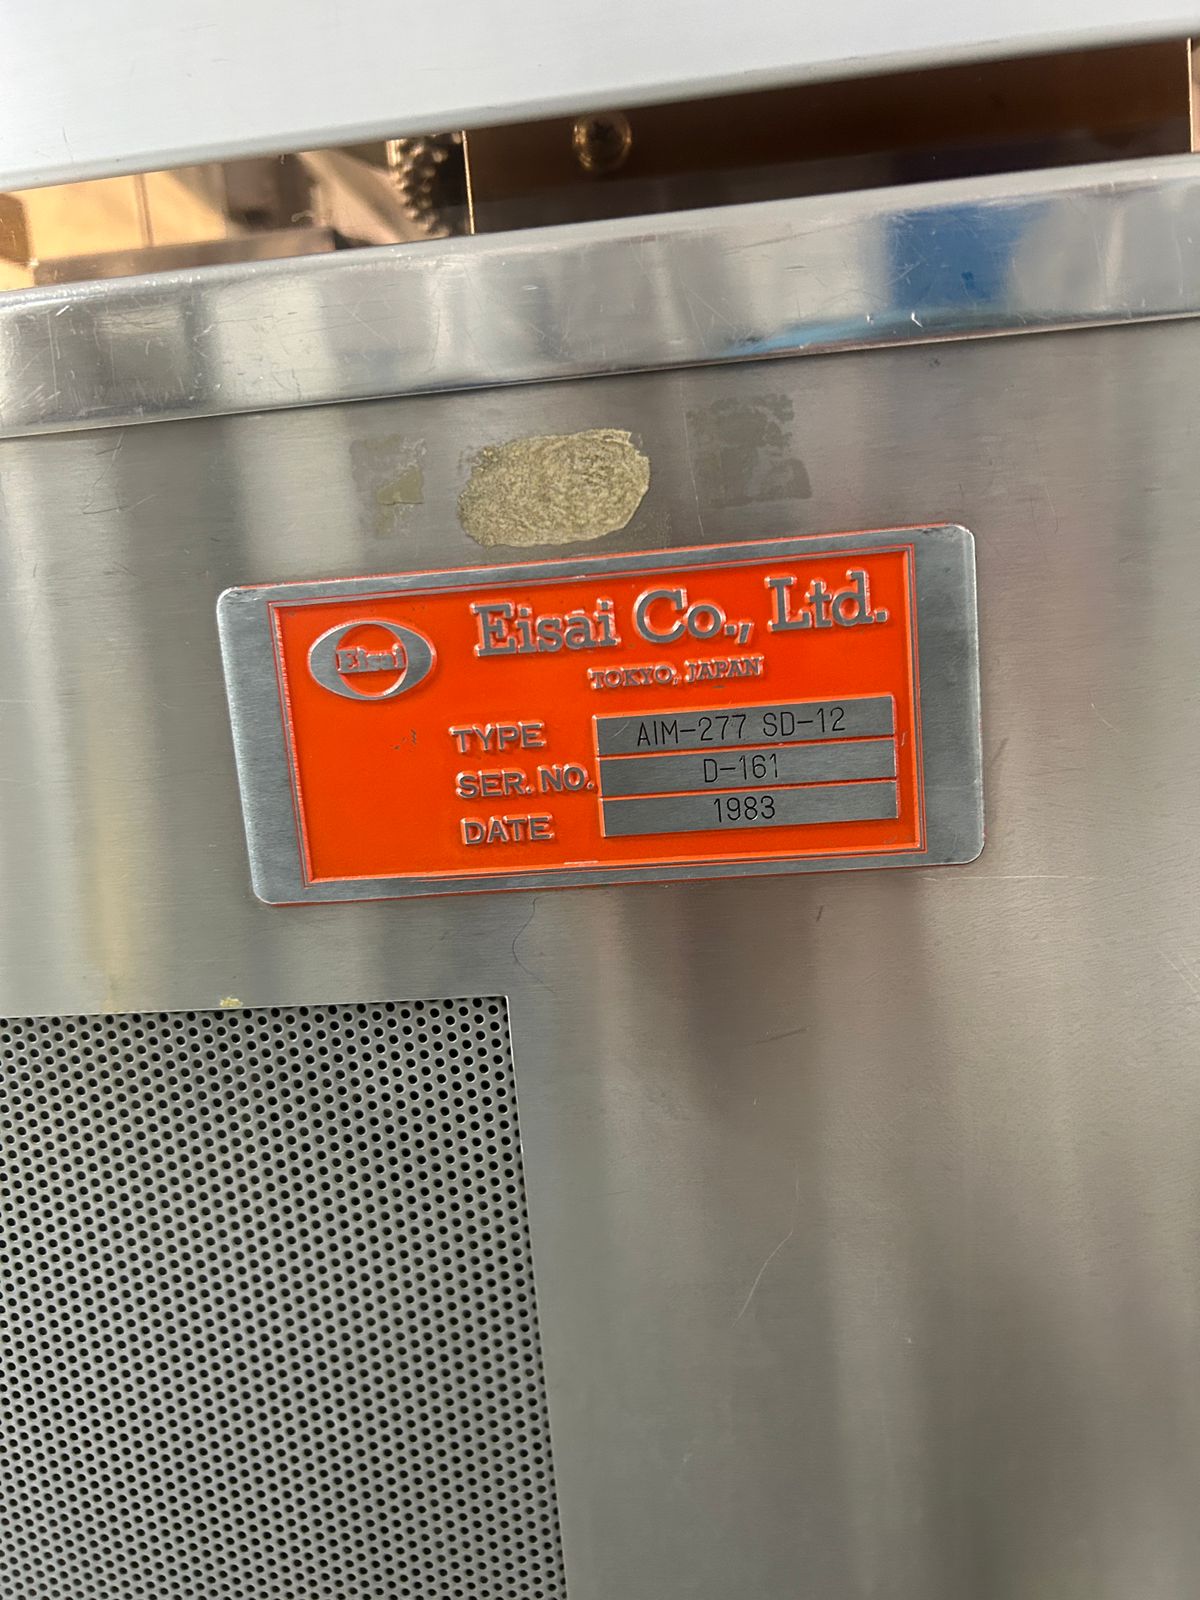 Eisai
Eisai Co., Ltd.
TOKYO, JAPAN
TYPE AIM-277 SD-12
SER. NO. D-161
DATE 1983